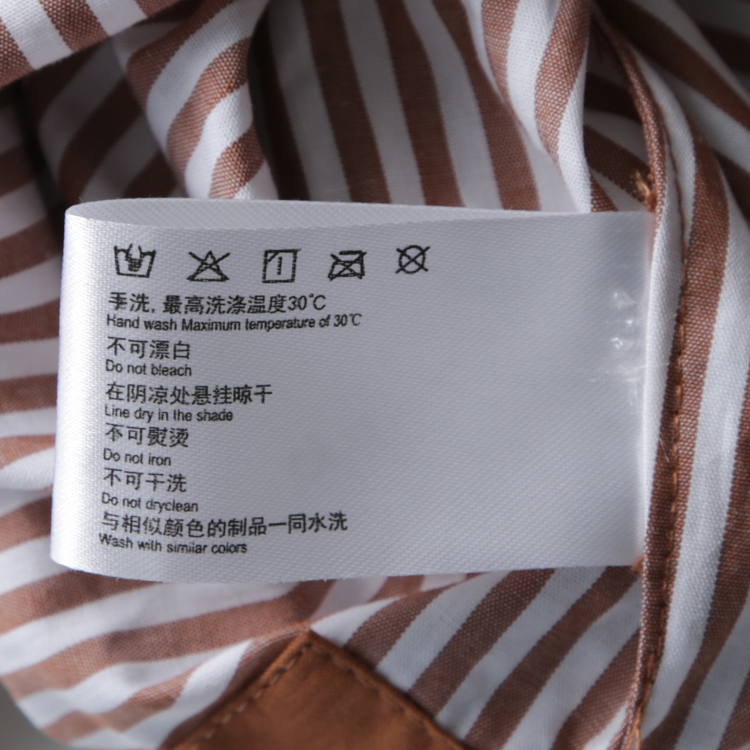 手洗,最高洗涤温度30℃
Hand wash Maximum temperature of 30℃
不可漂白
Do not bleach
在阴凉处悬挂晾干
Line dry in the shade
不可熨烫
Do not iron
不可干洗
Do not dryclean
与相似颜色的制品一同水洗
Wash with similar colors